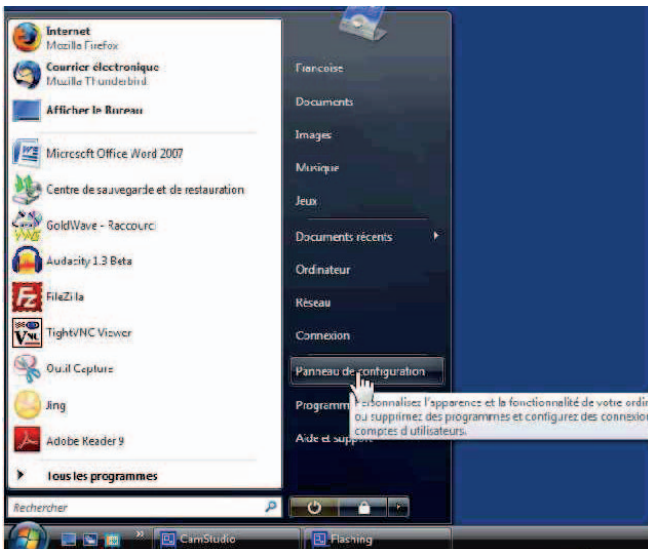 Internet
Mozilla Firefox
Courrier électronique
Mozilla Thunderbird
Afficher le Bureau
Microsoft Office Word 2007
Centre de sauvegarde et de restauration
GoldWave - Raccourci
Audacity 1.3 Beta
FileZilla
TightVNC Viewer
Outil Capture
Jing
Adobe Reader 9
Tous les programmes
Rechercher
Francoise
Documents
Images
Musique
Jeux
Documents récents
Ordinateur
Réseau
Connexion
Panneau de configuration
Programm
Aide et support
Personnalisez l'apparence et la fonctionnalité de votre ordi
ou supprimez des programmes et configurez des connexion
comptes d'utilisateurs.
CamStudio
Flashing